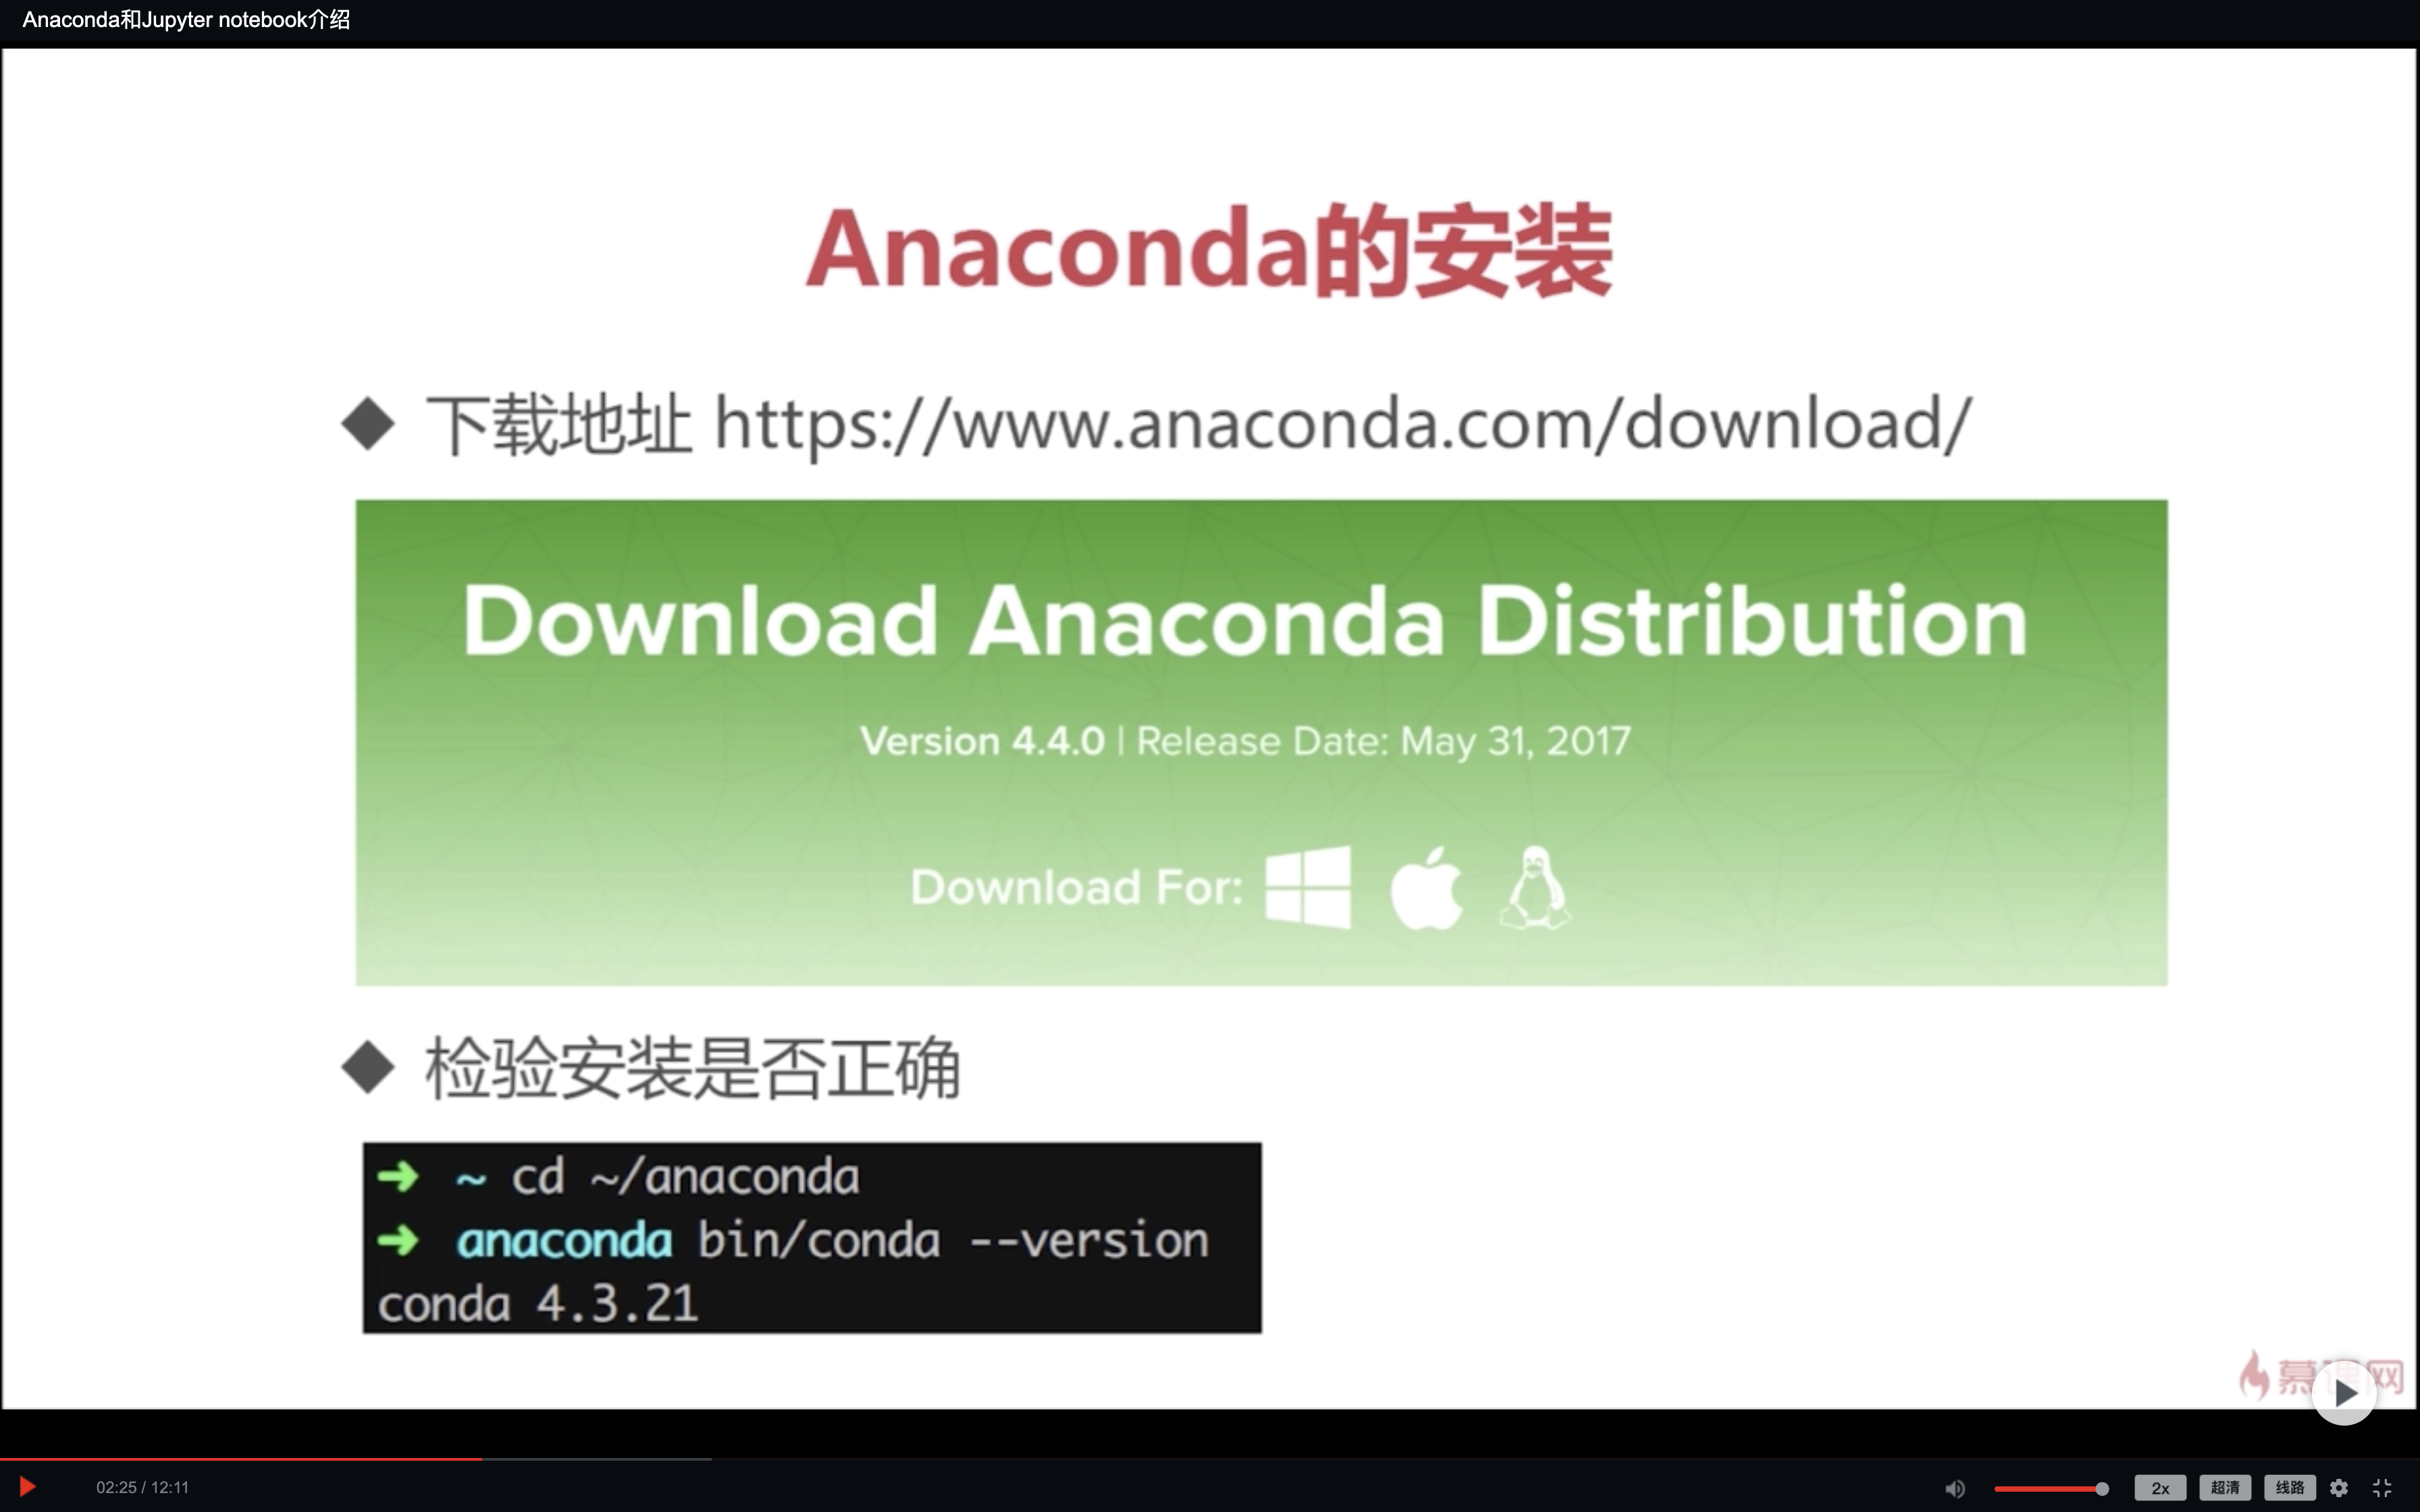 Anaconda和Jupyter notebook介绍
Anaconda的安装
◆ 下载地址 https://www.anaconda.com/download/
Download Anaconda Distribution
Version 4.4.0 | Release Date: May 31, 2017
Download For:
◆ 检验安装是否正确
➜ ~ cd ~/anaconda
➜ anaconda bin/conda --version
conda 4.3.21
慕课网
02:25 / 12:11
2x 超清 线路